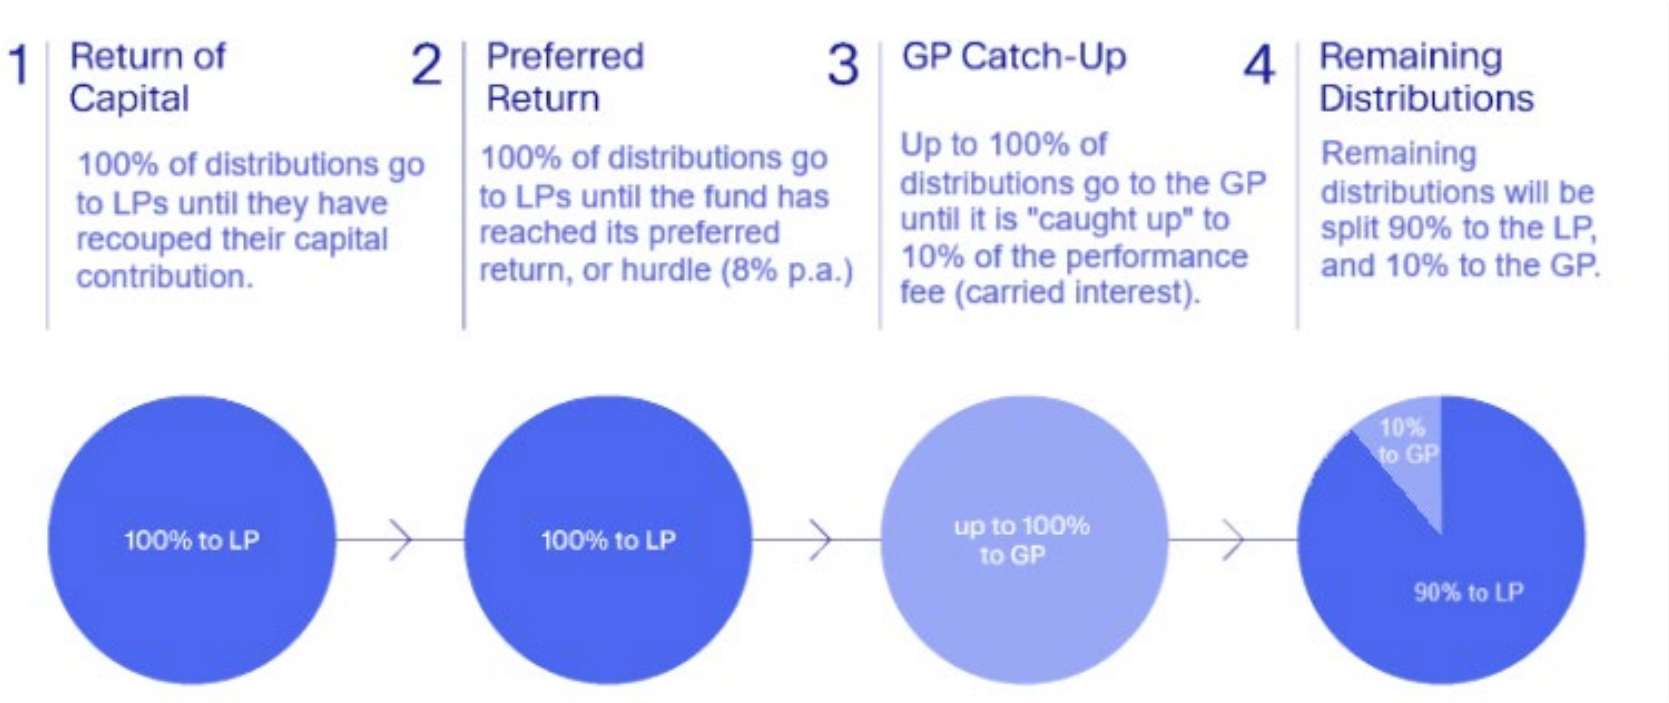 1
Return of
Capital
100% of distributions go
to LPs until they have
recouped their capital
contribution.
2
Preferred
Return
100% of distributions go
to LPs until the fund has
reached its preferred
return, or hurdle (8% p.a.)
3
GP Catch-Up
Up to 100% of
distributions go to the GP
until it is "caught up" to
10% of the performance
fee (carried interest).
4
Remaining
Distributions
Remaining
distributions will be
split 90% to the LP,
and 10% to the GP.
100% to LP
100% to LP
up to 100%
to GP
10%
to GP
90% to LP